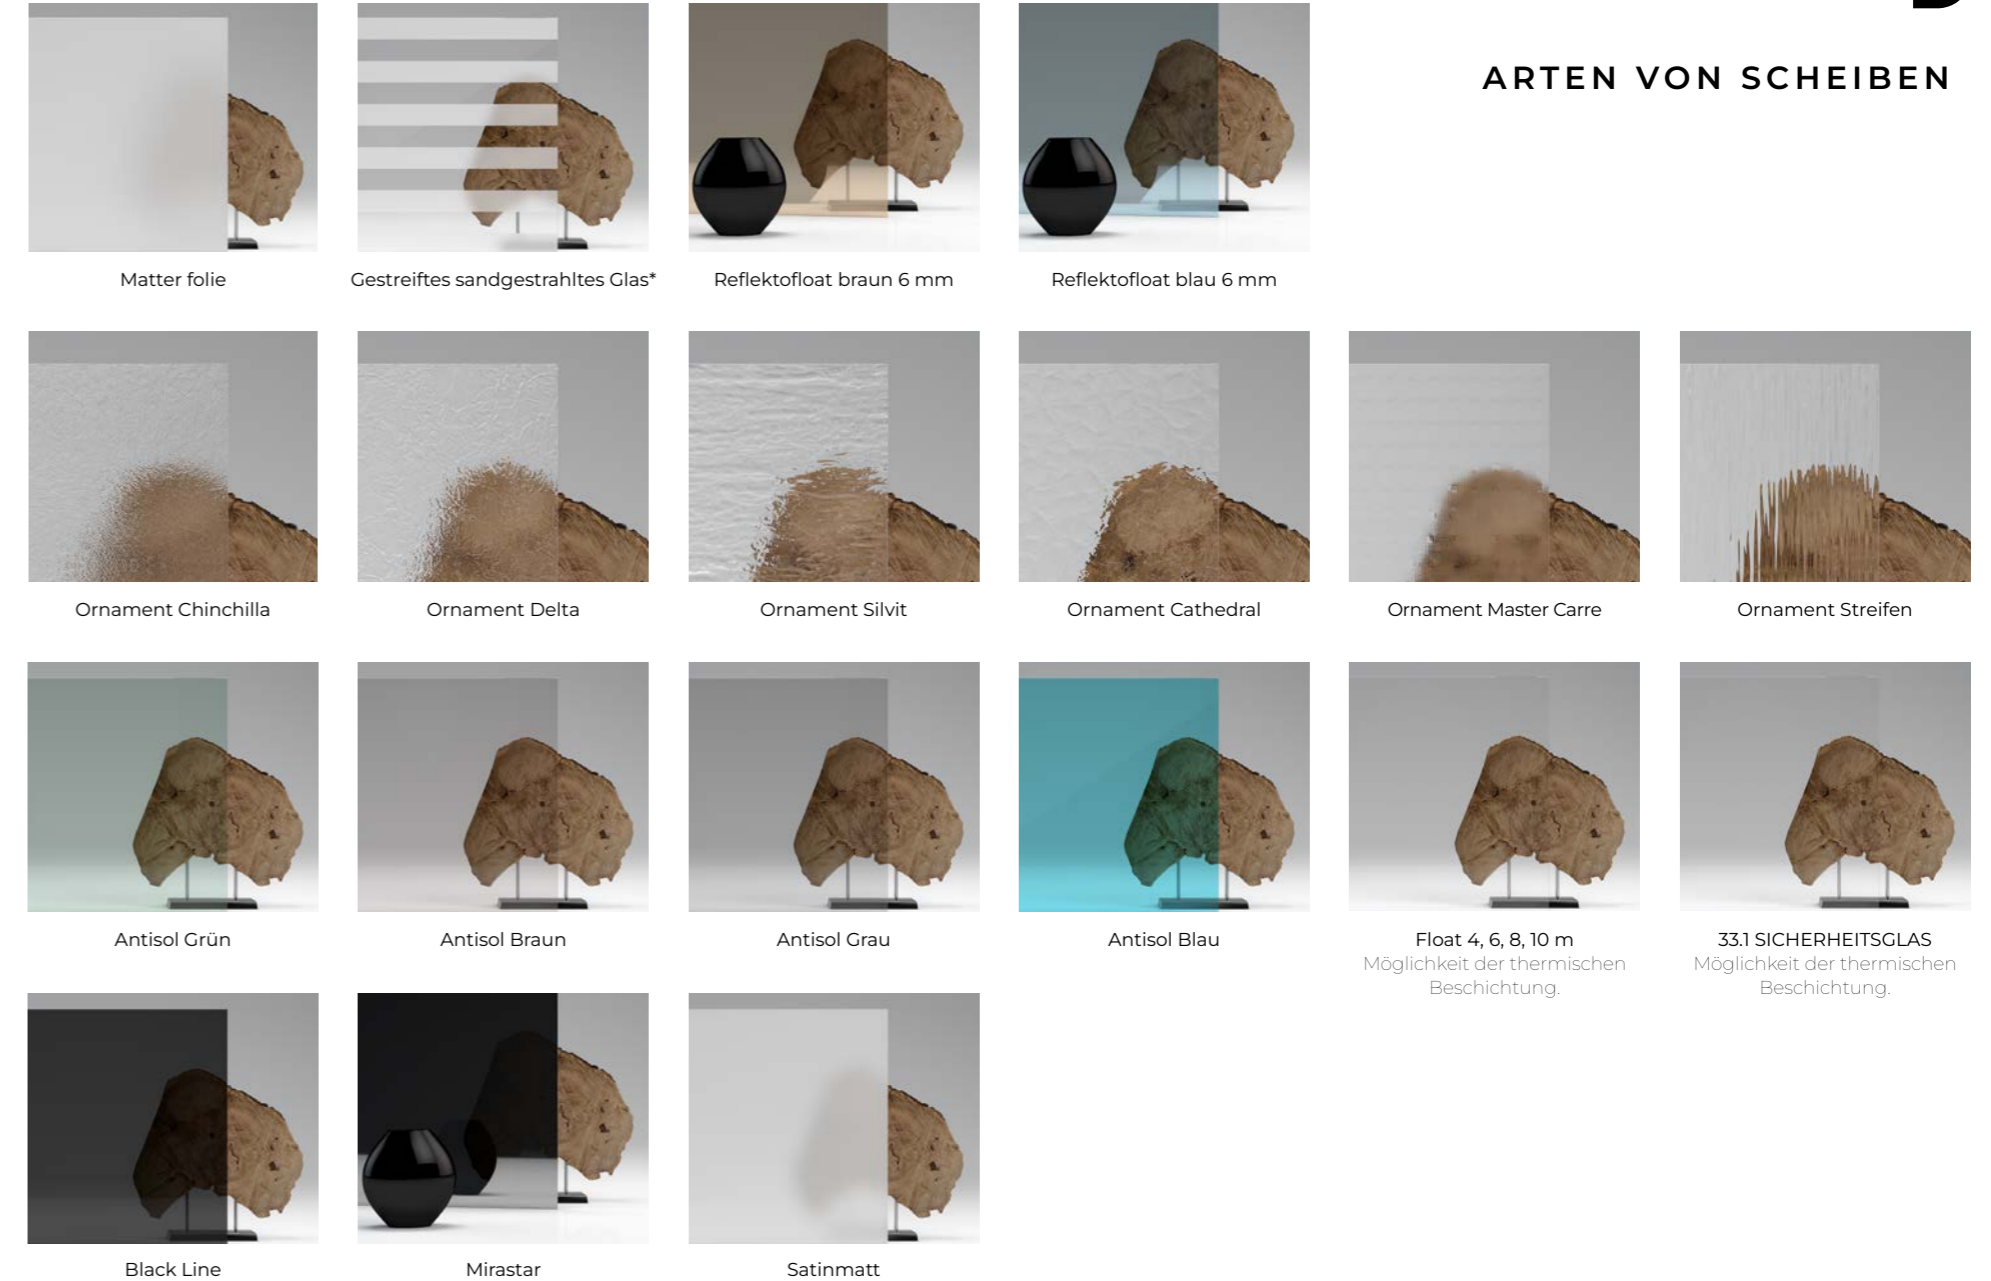 ARTEN VON SCHEIBEN
Matter folie
Gestreiftes sandgestrahltes Glas*
Reflektofloat braun 6 mm
Reflektofloat blau 6 mm
Ornament Chinchilla
Ornament Delta
Ornament Silvit
Ornament Cathedral
Ornament Master Carre
Ornament Streifen
Antisol Grün
Antisol Braun
Antisol Grau
Antisol Blau
Float 4, 6, 8, 10 m
Möglichkeit der thermischen
Beschichtung.
33.1 SICHERHEITSGLAS
Möglichkeit der thermischen
Beschichtung.
Black Line
Mirastar
Satinmatt